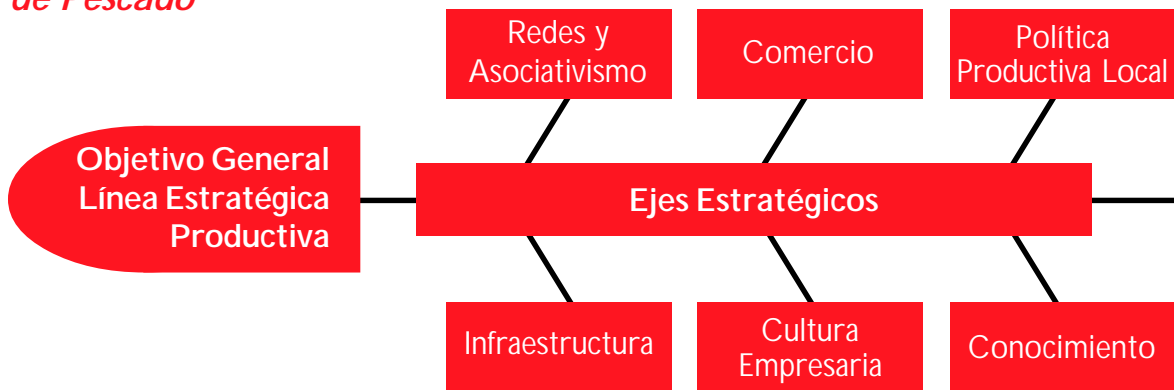 de Pescado
Redes y
Asociativismo
Comercio
Política
Productiva Local
Objetivo General
Línea Estratégica
Productiva
Ejes Estratégicos
Infraestructura
Cultura
Empresaria
Conocimiento